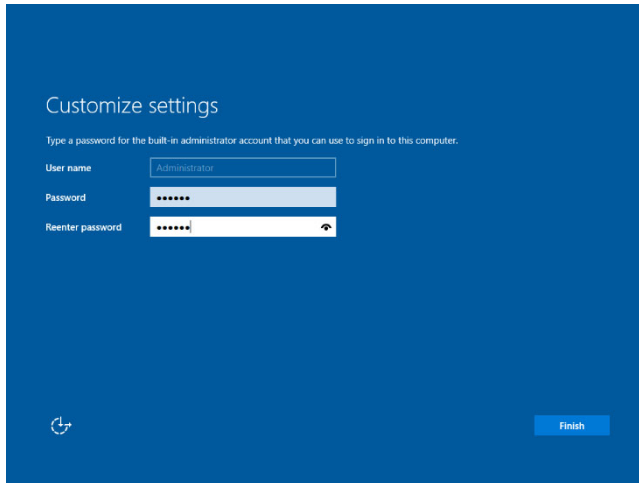 Customize settings
Type a password for the built-in administrator account that you can use to sign in to this computer.
User name
Administrator
Password
••••••
Reenter password
••••••
Finish